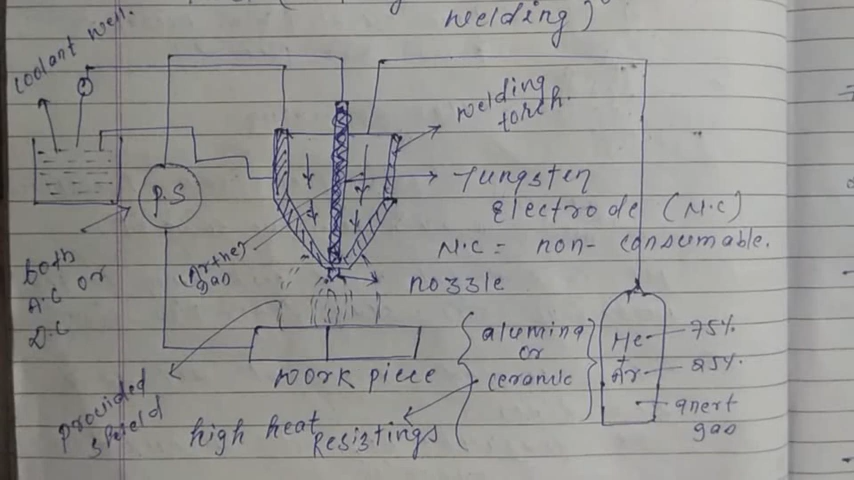 welding)
coolant well.
welding
torch.
P.S
Tungsten
Electrode (N.C)
N.C = non-consumable.
gas
Both
A.C or
D.C
nozzle
alumina
or
ceramic
He - 75%
+
Ar - 25%
inert
gas
work piece
provided
shield
high heat
resistings